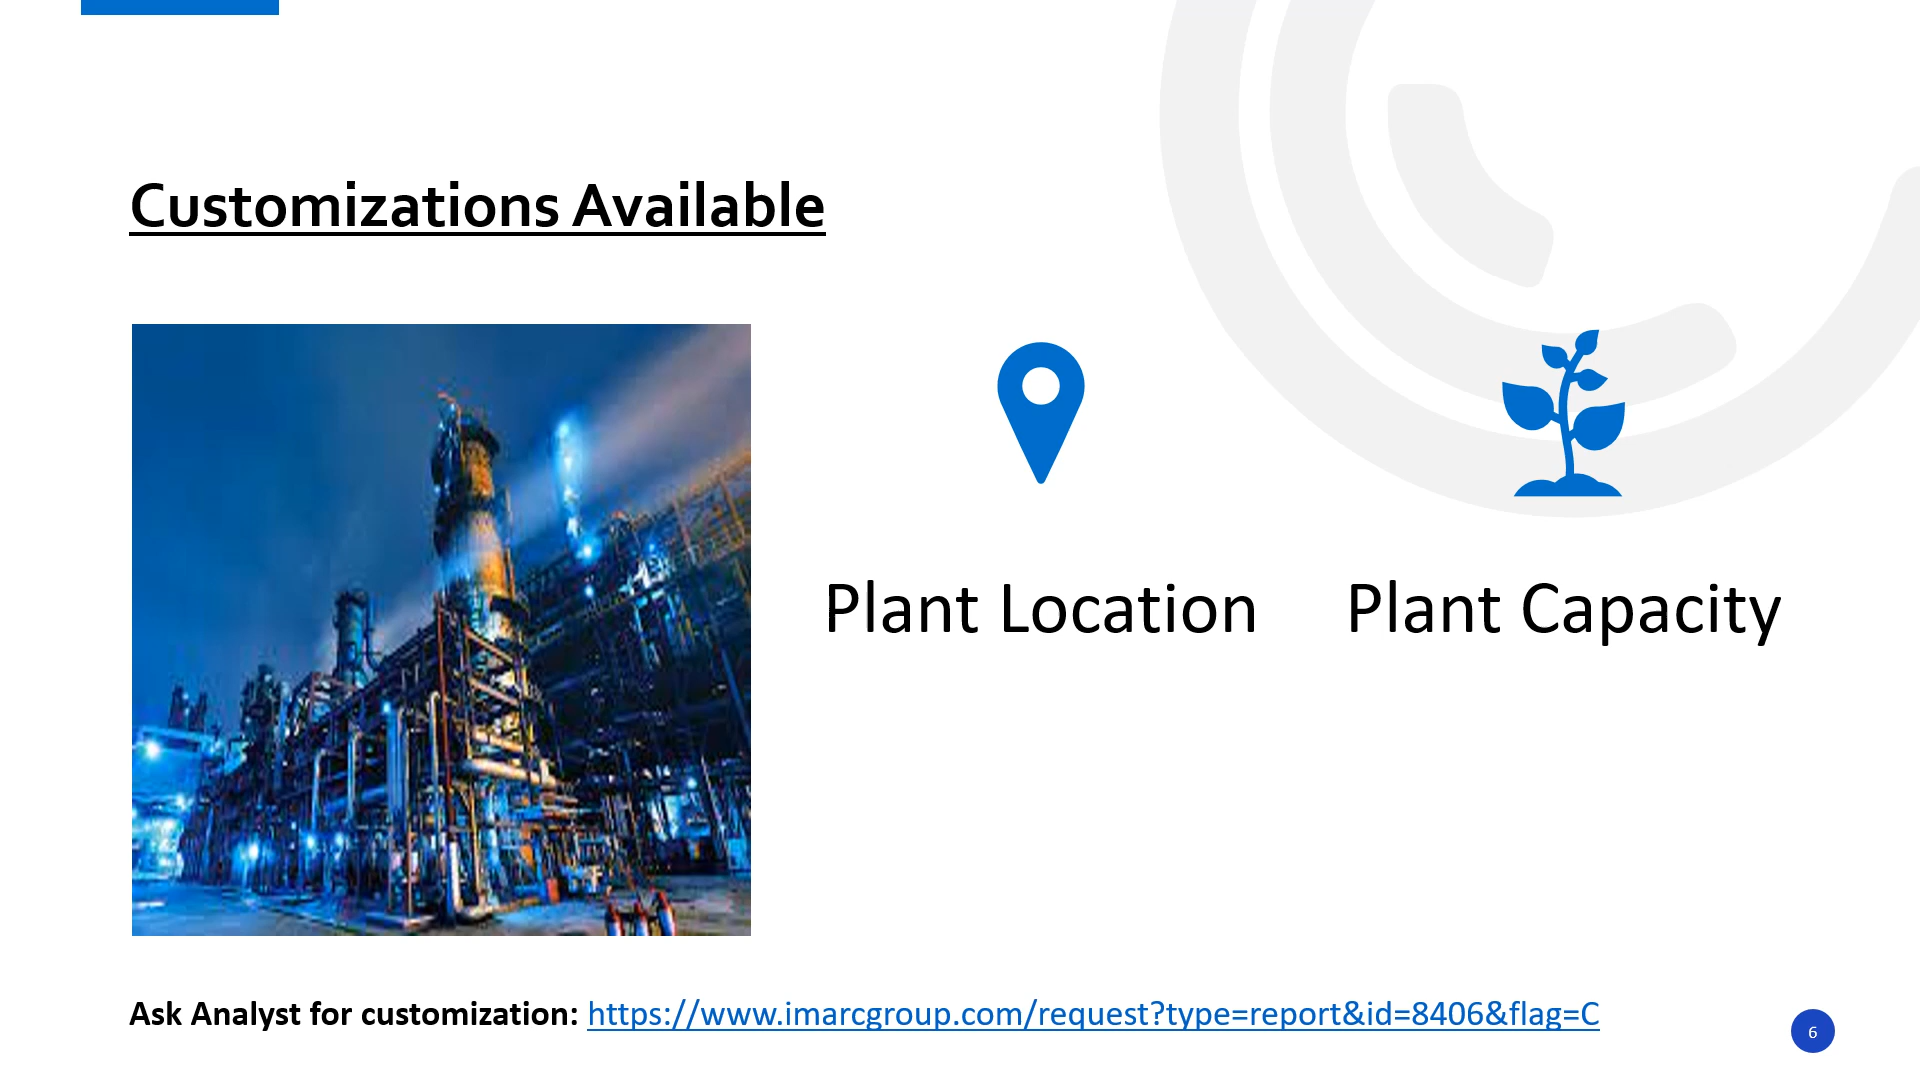 Customizations Available
Plant Location
Plant Capacity
Ask Analyst for customization: https://www.imarcgroup.com/request?type=report&id=8406&flag=C
6